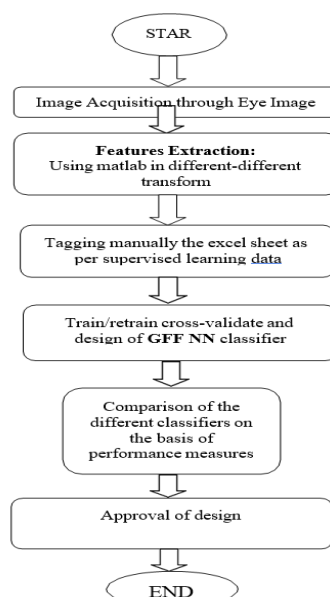 STAR
Image Acquisition through Eye Image
Features Extraction:
Using matlab in different-different
transform
Tagging manually the excel sheet as
per supervised learning data
Train/retrain cross-validate and
design of GFF NN classifier
Comparison of the
different classifiers on
the basis of
performance measures
Approval of design
END